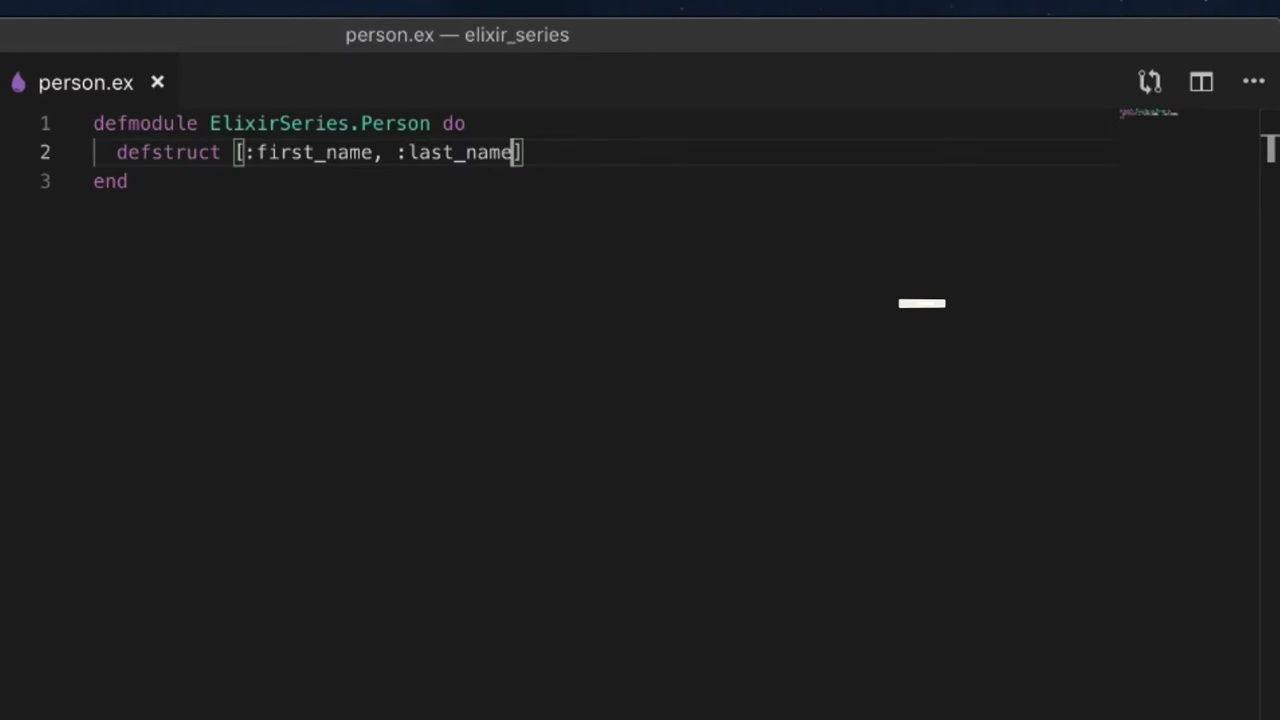 person.ex — elixir_series
person.ex ×
1 defmodule ElixirSeries.Person do
2   defstruct [:first_name, :last_name]
3 end